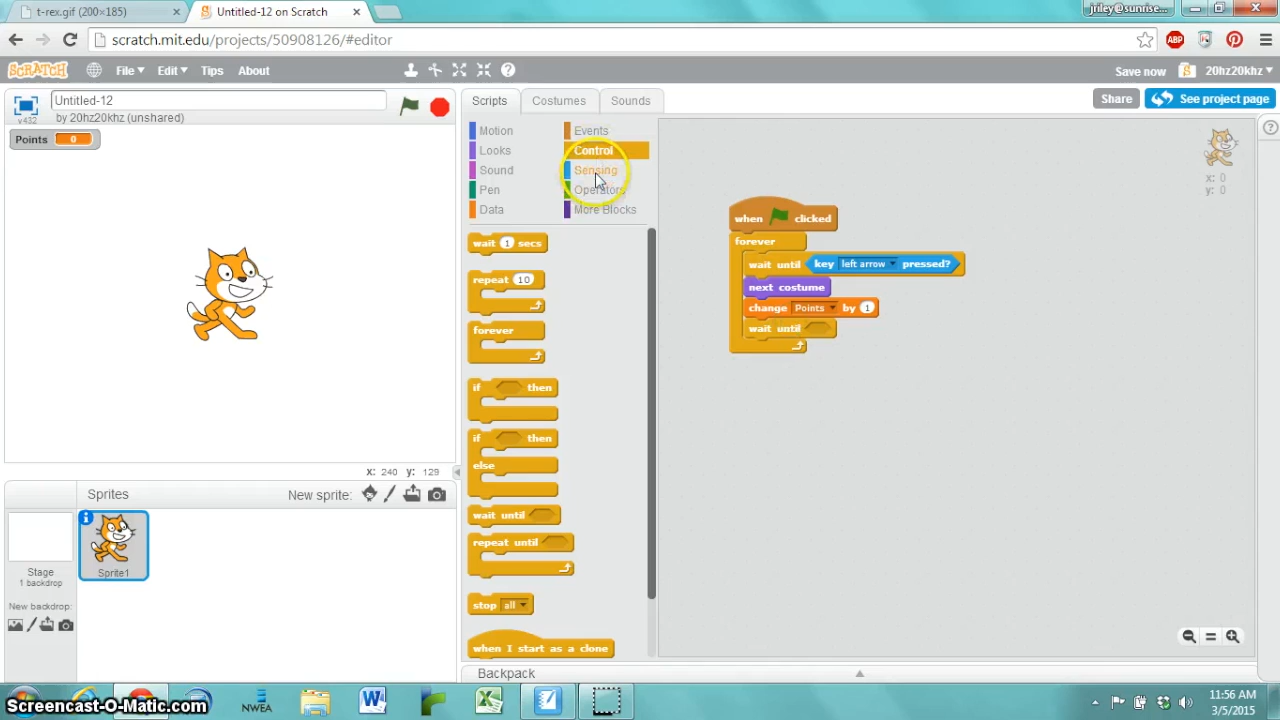 t-rex.gif (200×185)
Untitled-12 on Scratch
jriley@sunrise...
scratch.mit.edu/projects/50908126/#editor
ABP
SCRATCH
File
Edit
Tips
About
Save now
S
20hz20khz
Untitled-12
by 20hz20khz (unshared)
v432
Scripts
Costumes
Sounds
Share
See project page
Points 0
Motion
Looks
Sound
Pen
Data
Events
Control
Sensing
Operators
More Blocks
x: 0
y: 0
wait 1 secs
repeat 10
forever
if then
if then
else
wait until
repeat until
stop all
when I start as a clone
when clicked
forever
wait until key left arrow pressed?
next costume
change Points by 1
wait until
x: 240 y: 129
Sprites
New sprite:
Stage
1 backdrop
New backdrop:
i
Sprite1
Backpack
NWEA
Screencast-O-Matic.com
11:56 AM
3/5/2015